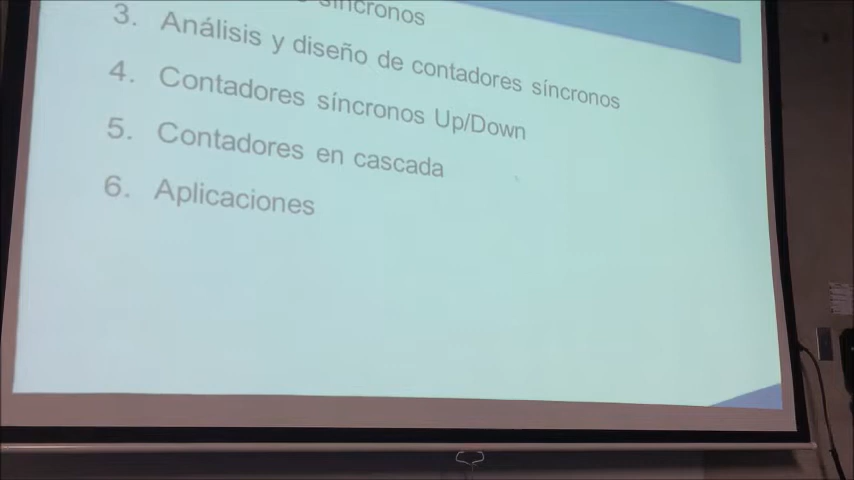 síncronos
3. Análisis y diseño de contadores síncronos
4. Contadores síncronos Up/Down
5. Contadores en cascada
6. Aplicaciones